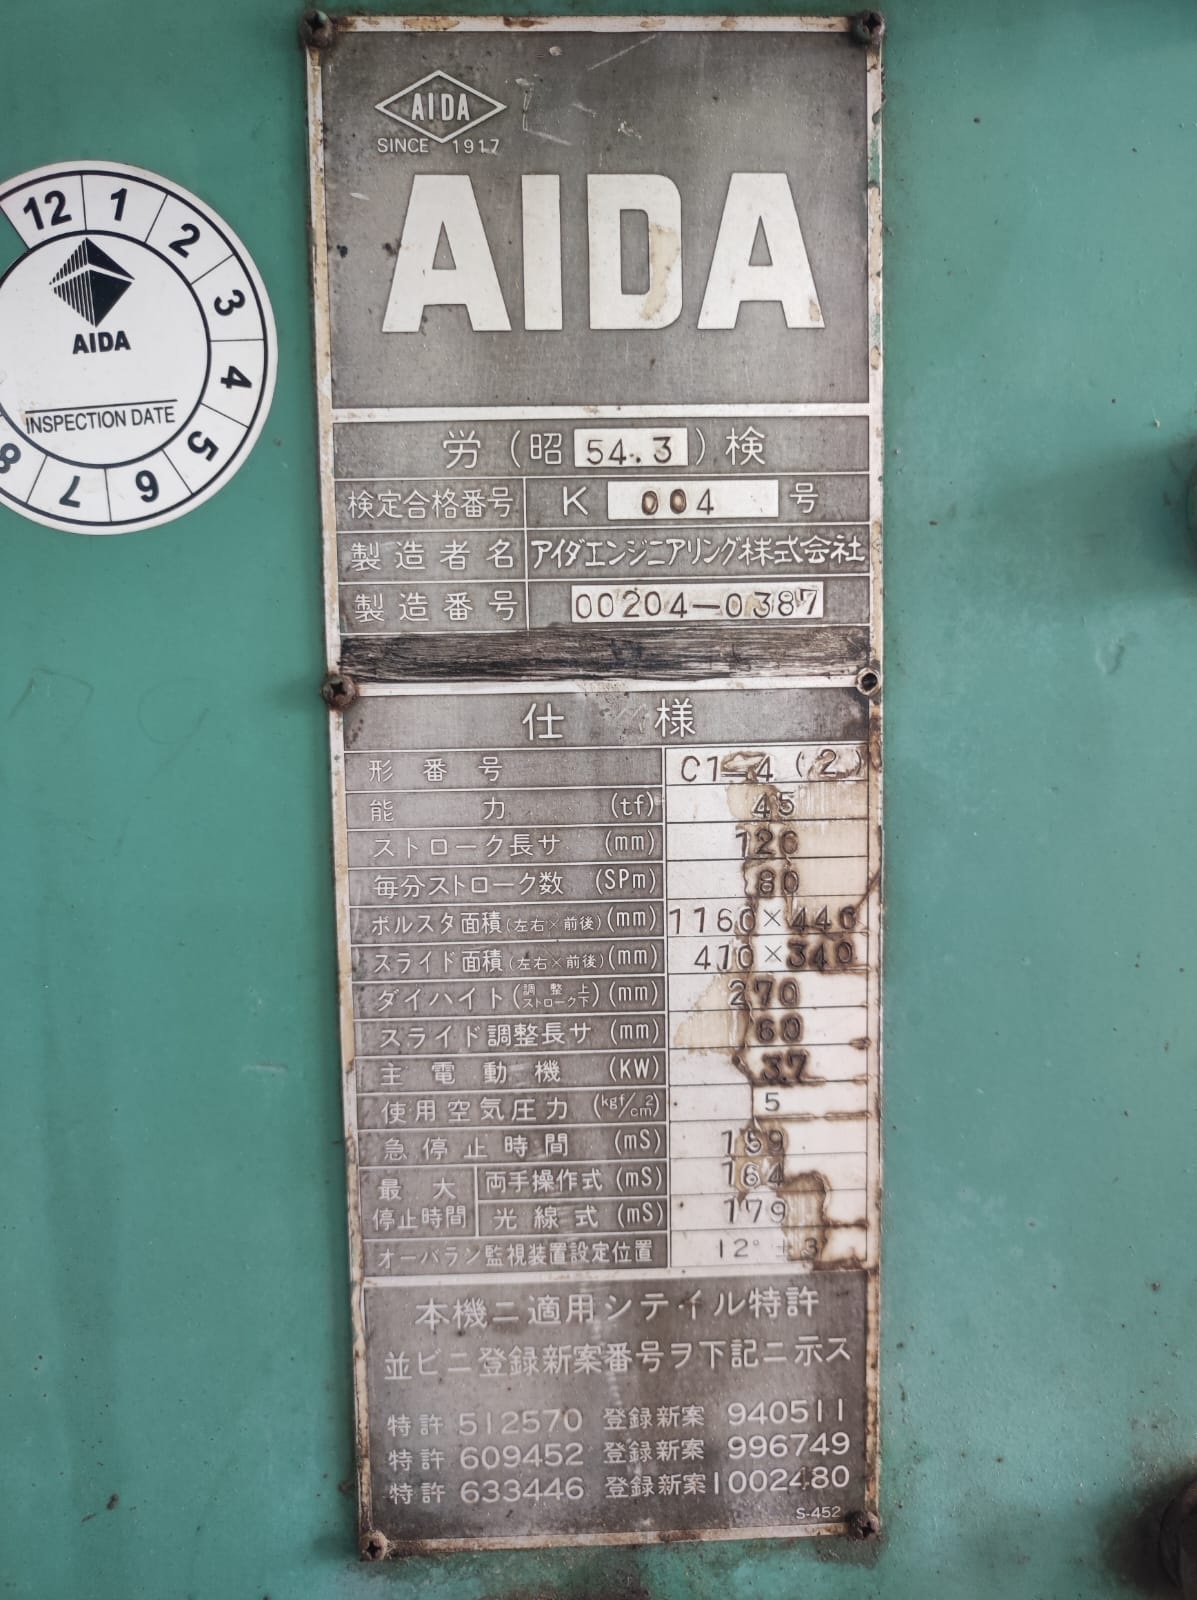 AIDA
SINCE 1917
AIDA
12 1 2 3 4 5 6 7 8
AIDA
INSPECTION DATE
労(昭54.3)検
検定合格番号 K 004 号
製造者名 アイダエンジニアリング株式会社
製造番号 00204-0387
仕様
形番号 C1-4(2)
能力 (tf) 45
ストローク長サ (mm) 126
毎分ストローク数 (SPm) 80
ボルスタ面積(左右×前後)(mm) 1160×446
スライド面積(左右×前後)(mm) 410×340
ダイハイト(調整上ストローク下)(mm) 270
スライド調整長サ (mm) 60
主電動機 (KW) 3.7
使用空気圧力 (kgf/cm2) 5
急停止時間 (mS) 159
最大停止時間 両手操作式 (mS) 164
光線式 (mS) 179
オーバラン監視装置設定位置 12°±3
本機ニ適用シテイル特許
並ビニ登録新案番号ヲ下記ニ示ス
特許 512570 登録新案 940511
特許 609452 登録新案 996749
特許 633446 登録新案 1002480
S-452